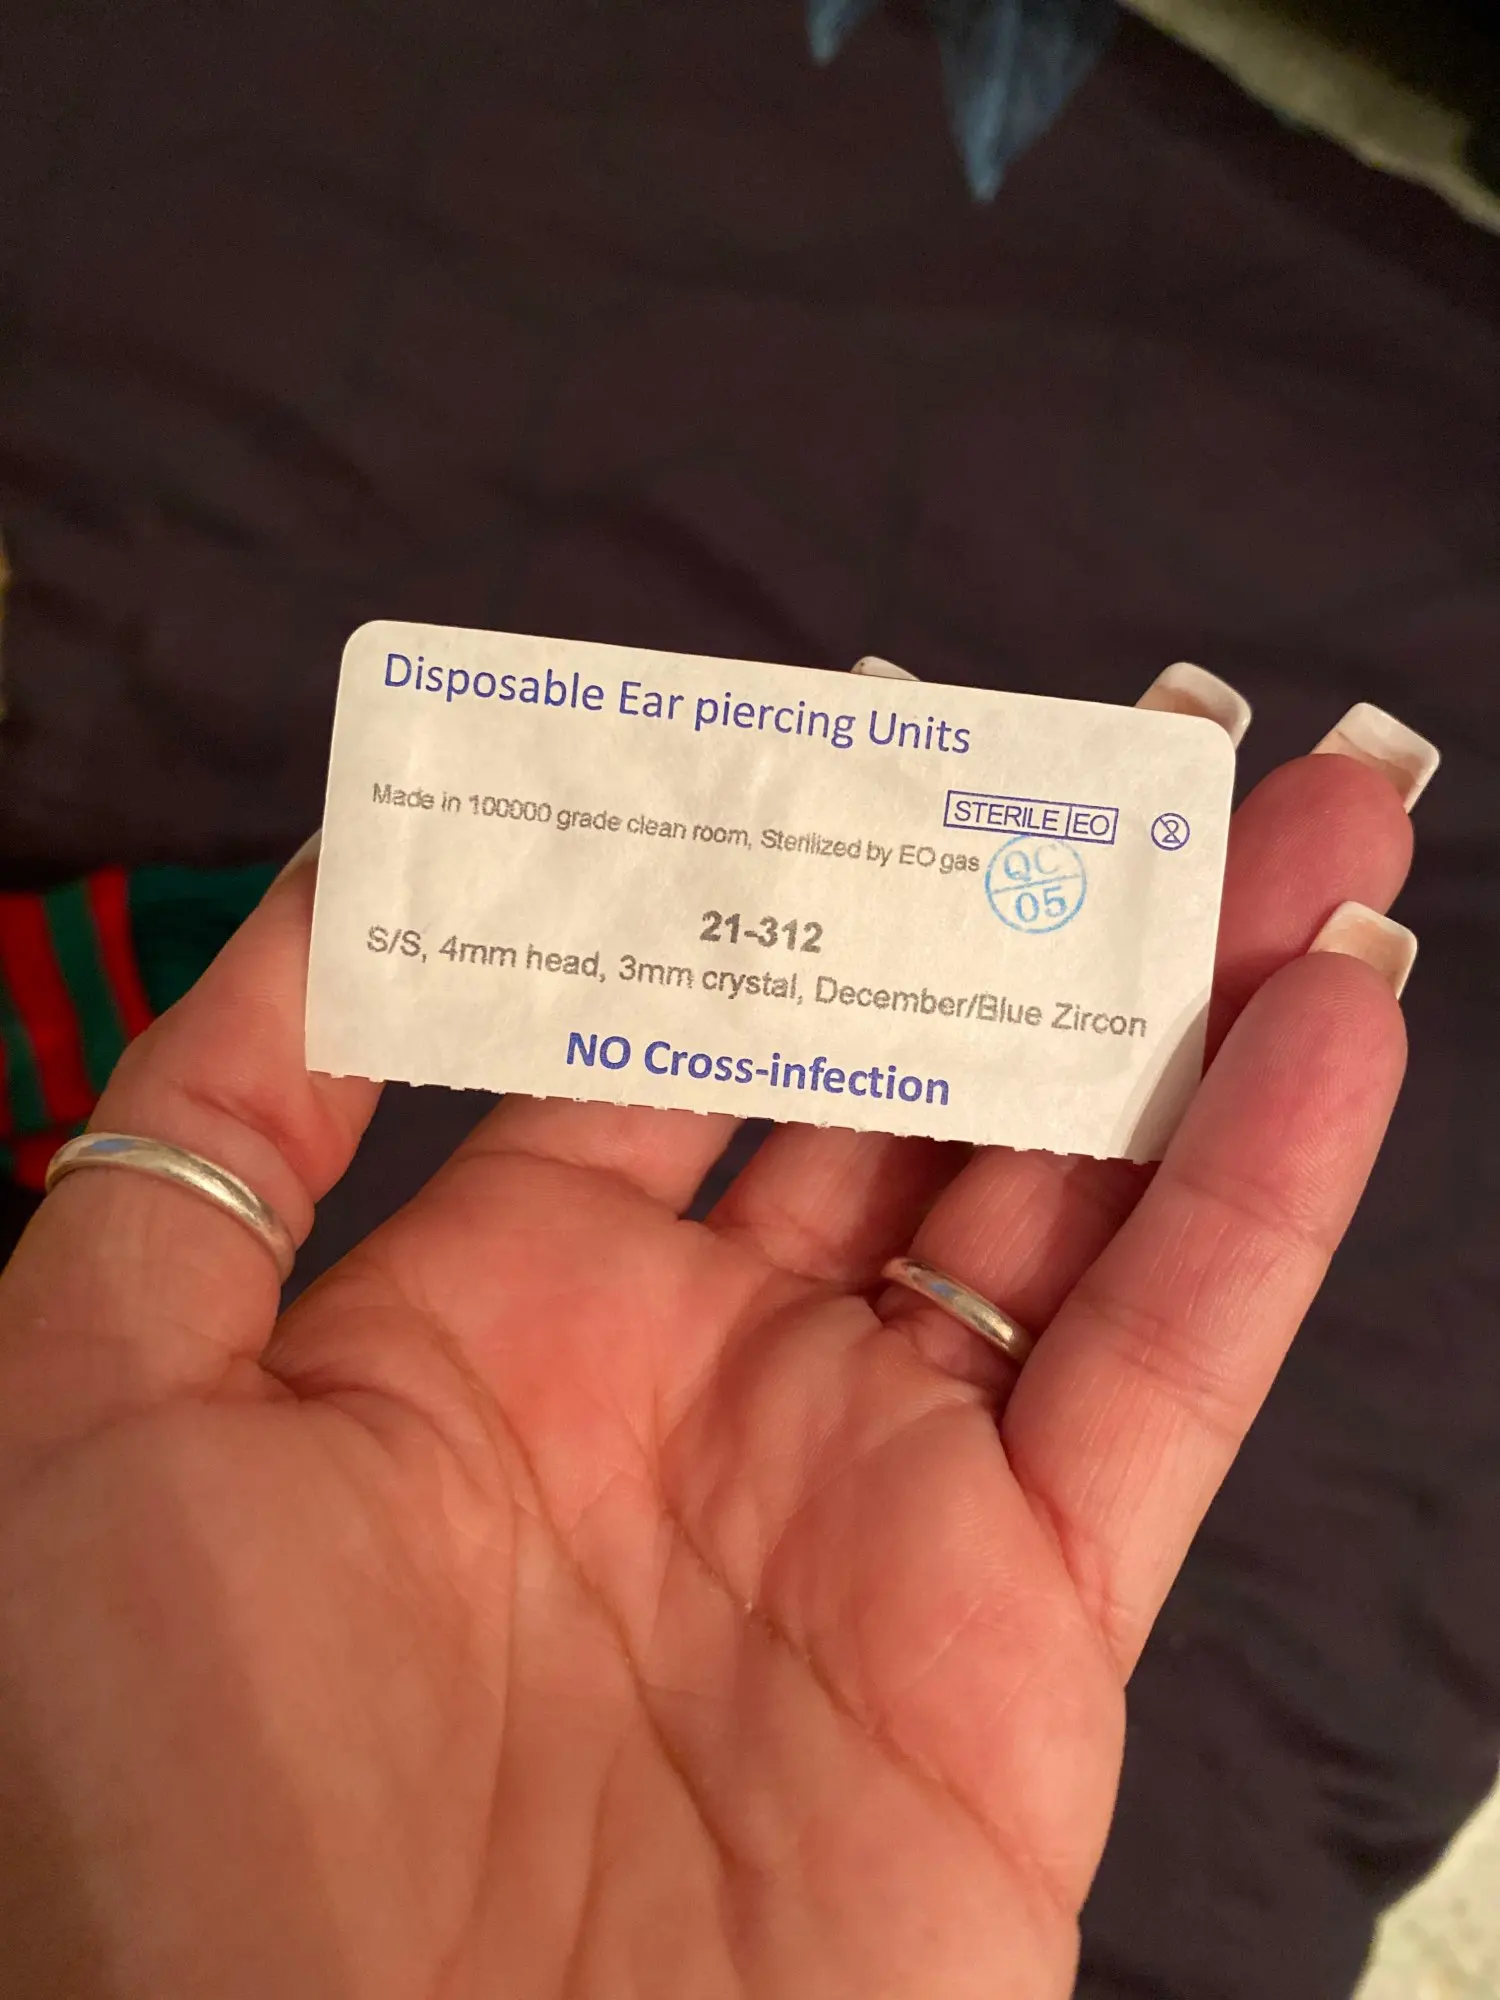 Disposable Ear piercing Units
STERILE EO
2
Made in 100000 grade clean room, Sterilized by EO gas
QC
05
21-312
S/S, 4mm head, 3mm crystal, December/Blue Zircon
NO Cross-infection